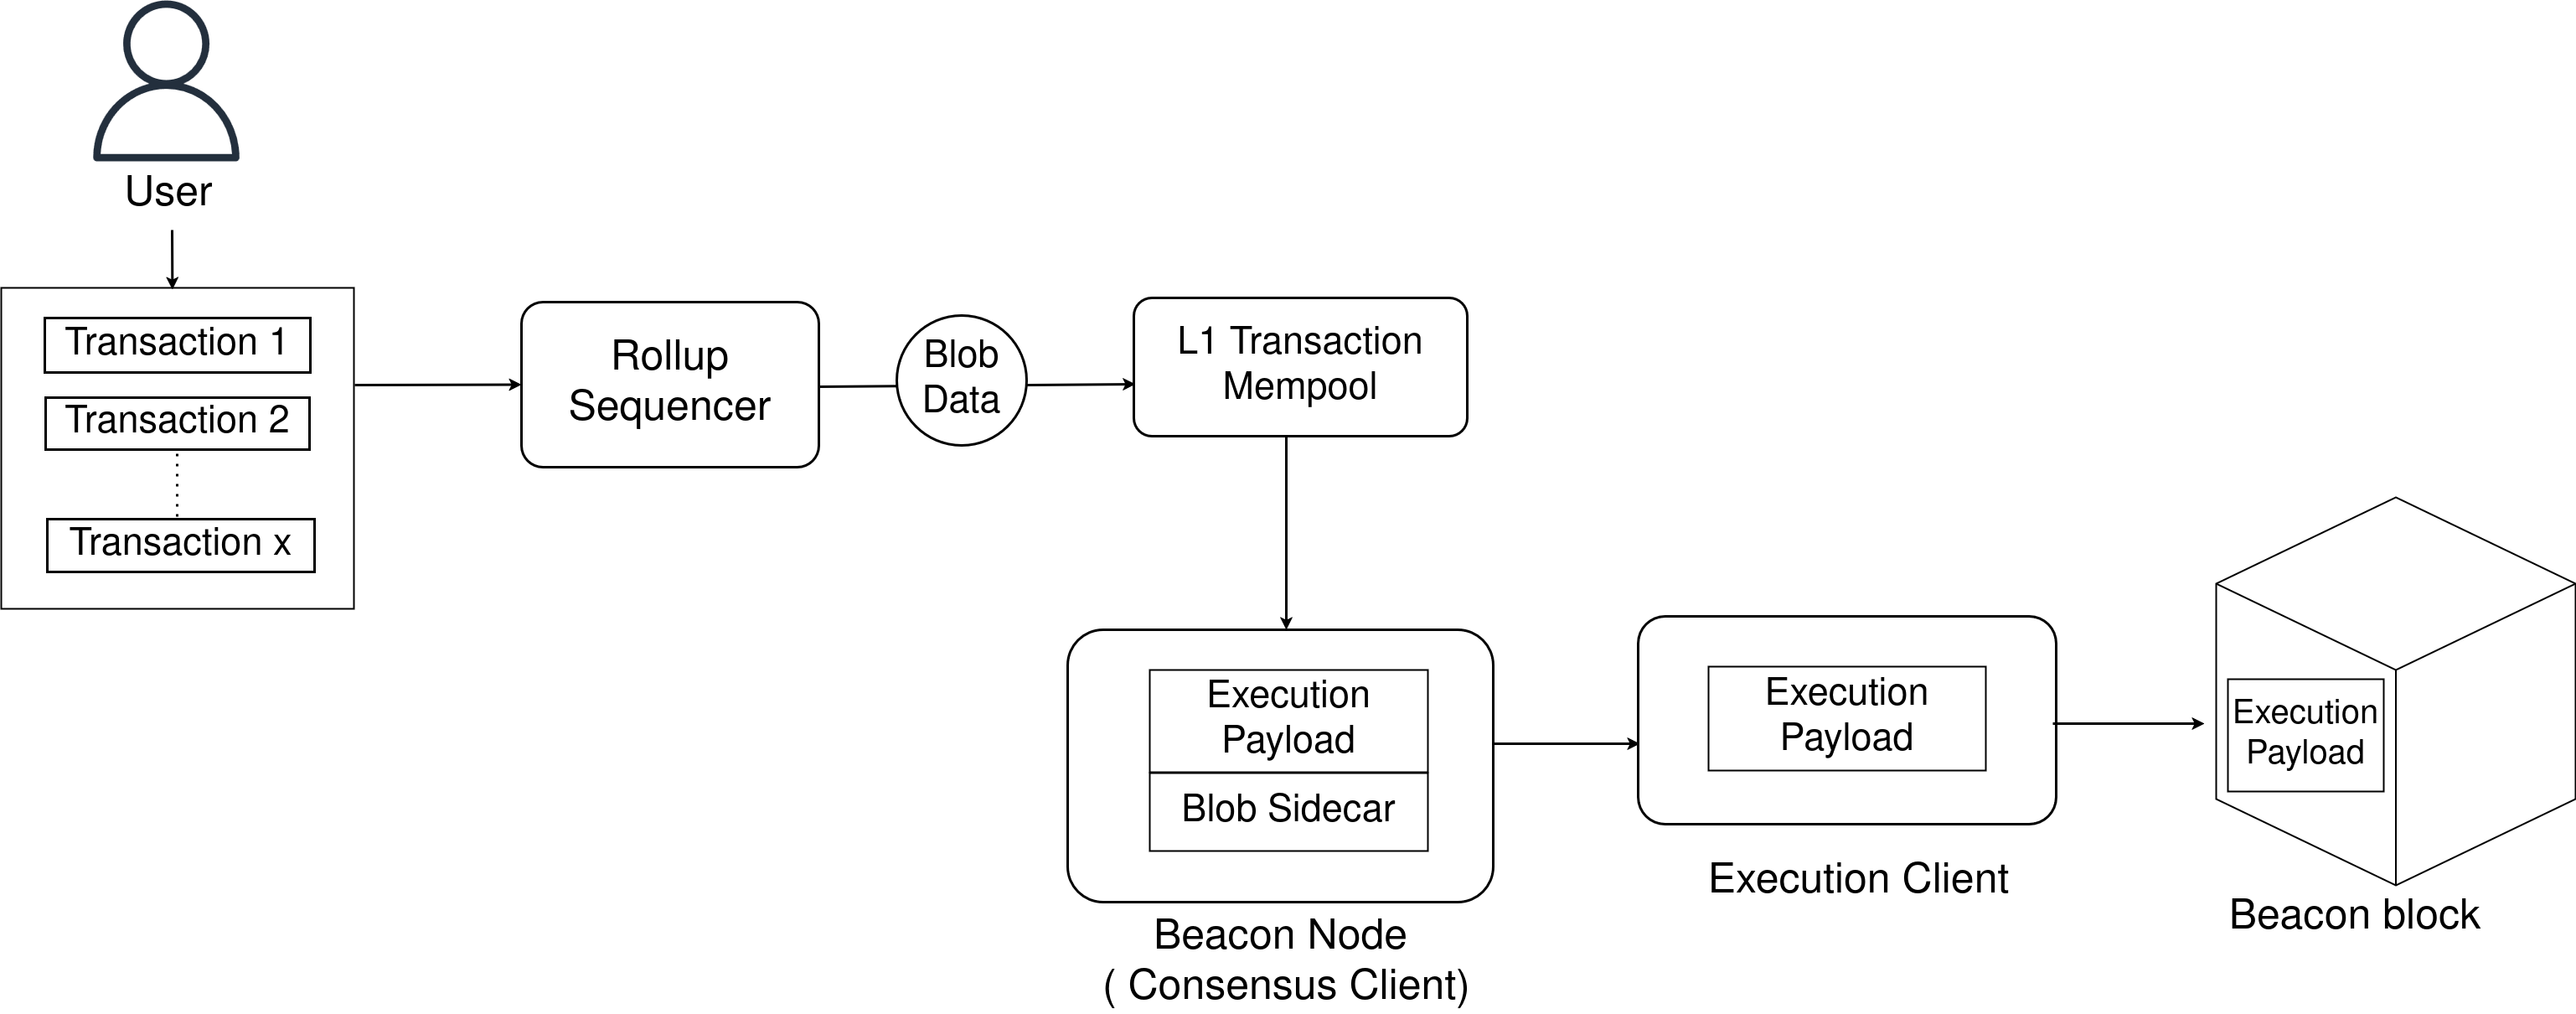 User
Transaction 1
Transaction 2
Transaction x
Rollup
Sequencer
Blob
Data
L1 Transaction
Mempool
Execution
Payload
Blob Sidecar
Beacon Node
( Consensus Client)
Execution
Payload
Execution Client
Execution
Payload
Beacon block